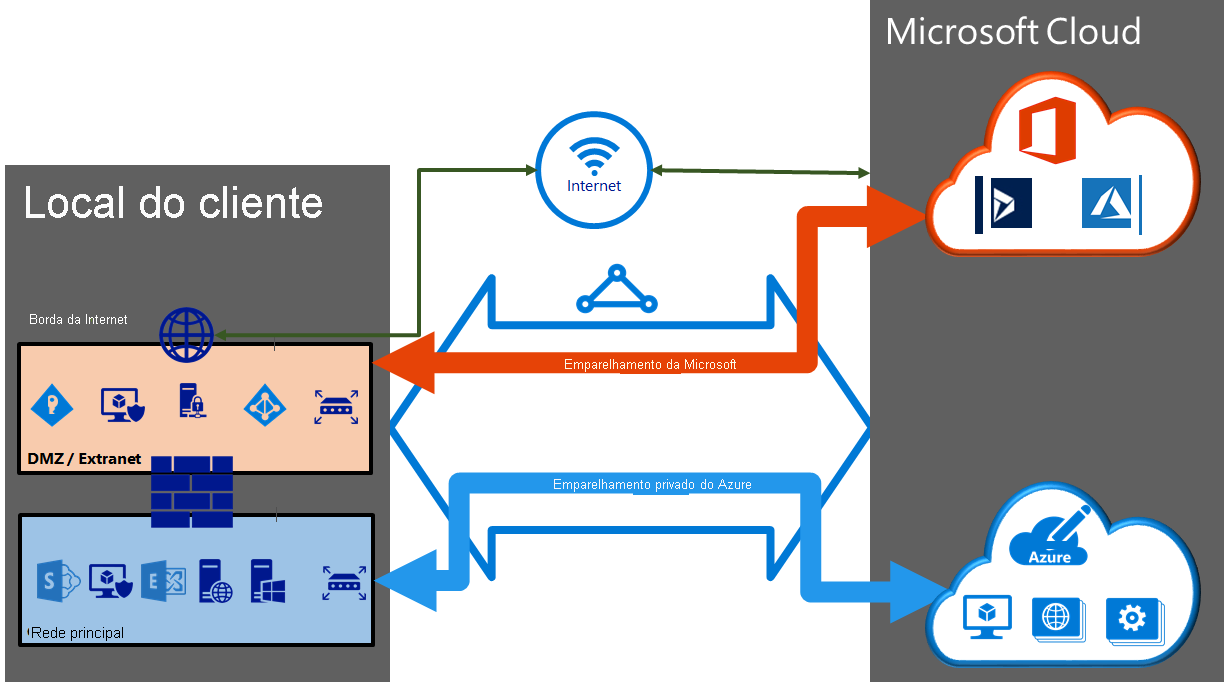 Microsoft Cloud
Internet
Local do cliente
Borda da Internet
Emparelhamento da Microsoft
DMZ / Extranet
Emparelhamento privado do Azure
Azure
S
E
Rede principal